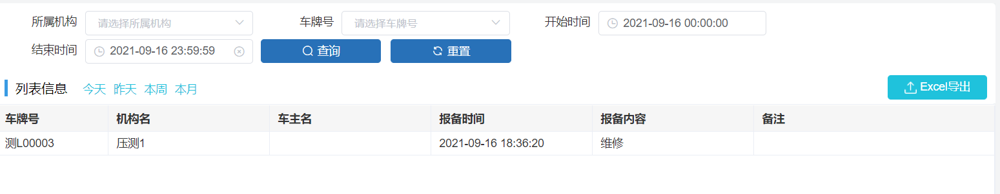 所属机构 请选择所属机构 车牌号 请选择车牌号 开始时间 2021-09-16 00:00:00
结束时间 2021-09-16 23:59:59 查询 重置
列表信息 今天 昨天 本周 本月 Excel导出
车牌号 机构名 车主名 报备时间 报备内容 备注
测L00003 压测1 2021-09-16 18:36:20 维修